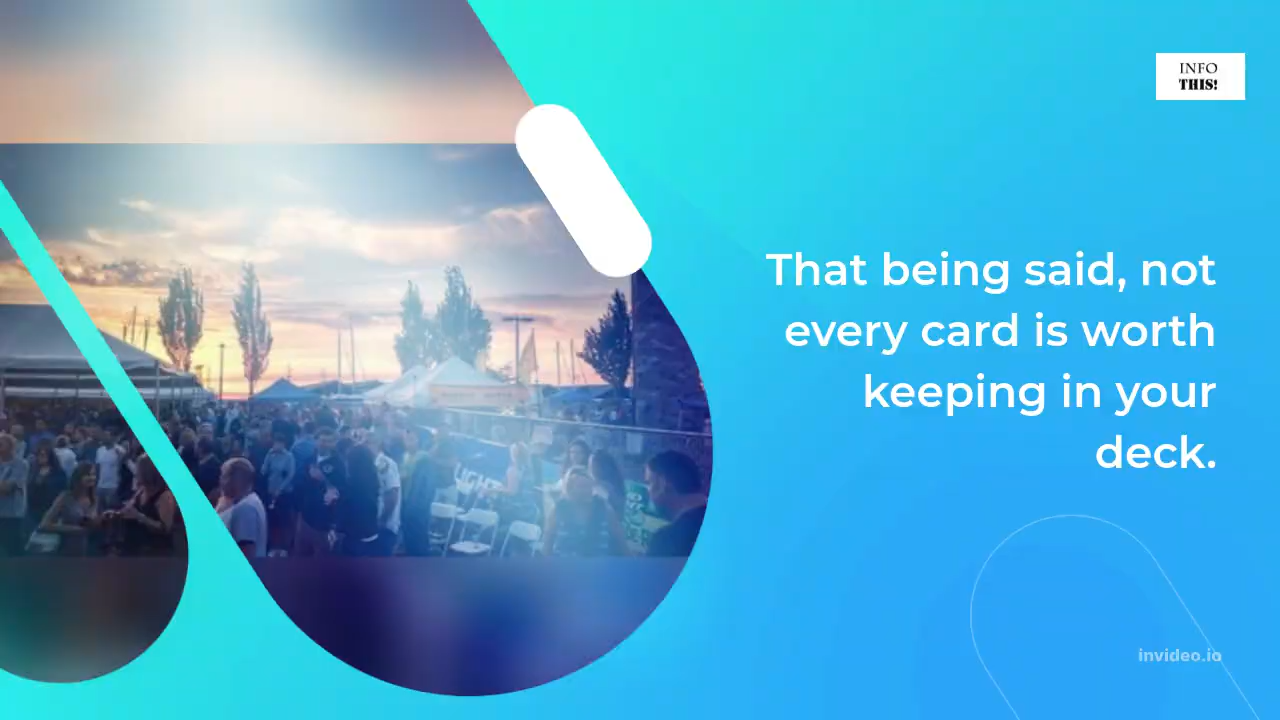 INFO
THIS!
That being said, not
every card is worth
keeping in your
deck.
invideo.io